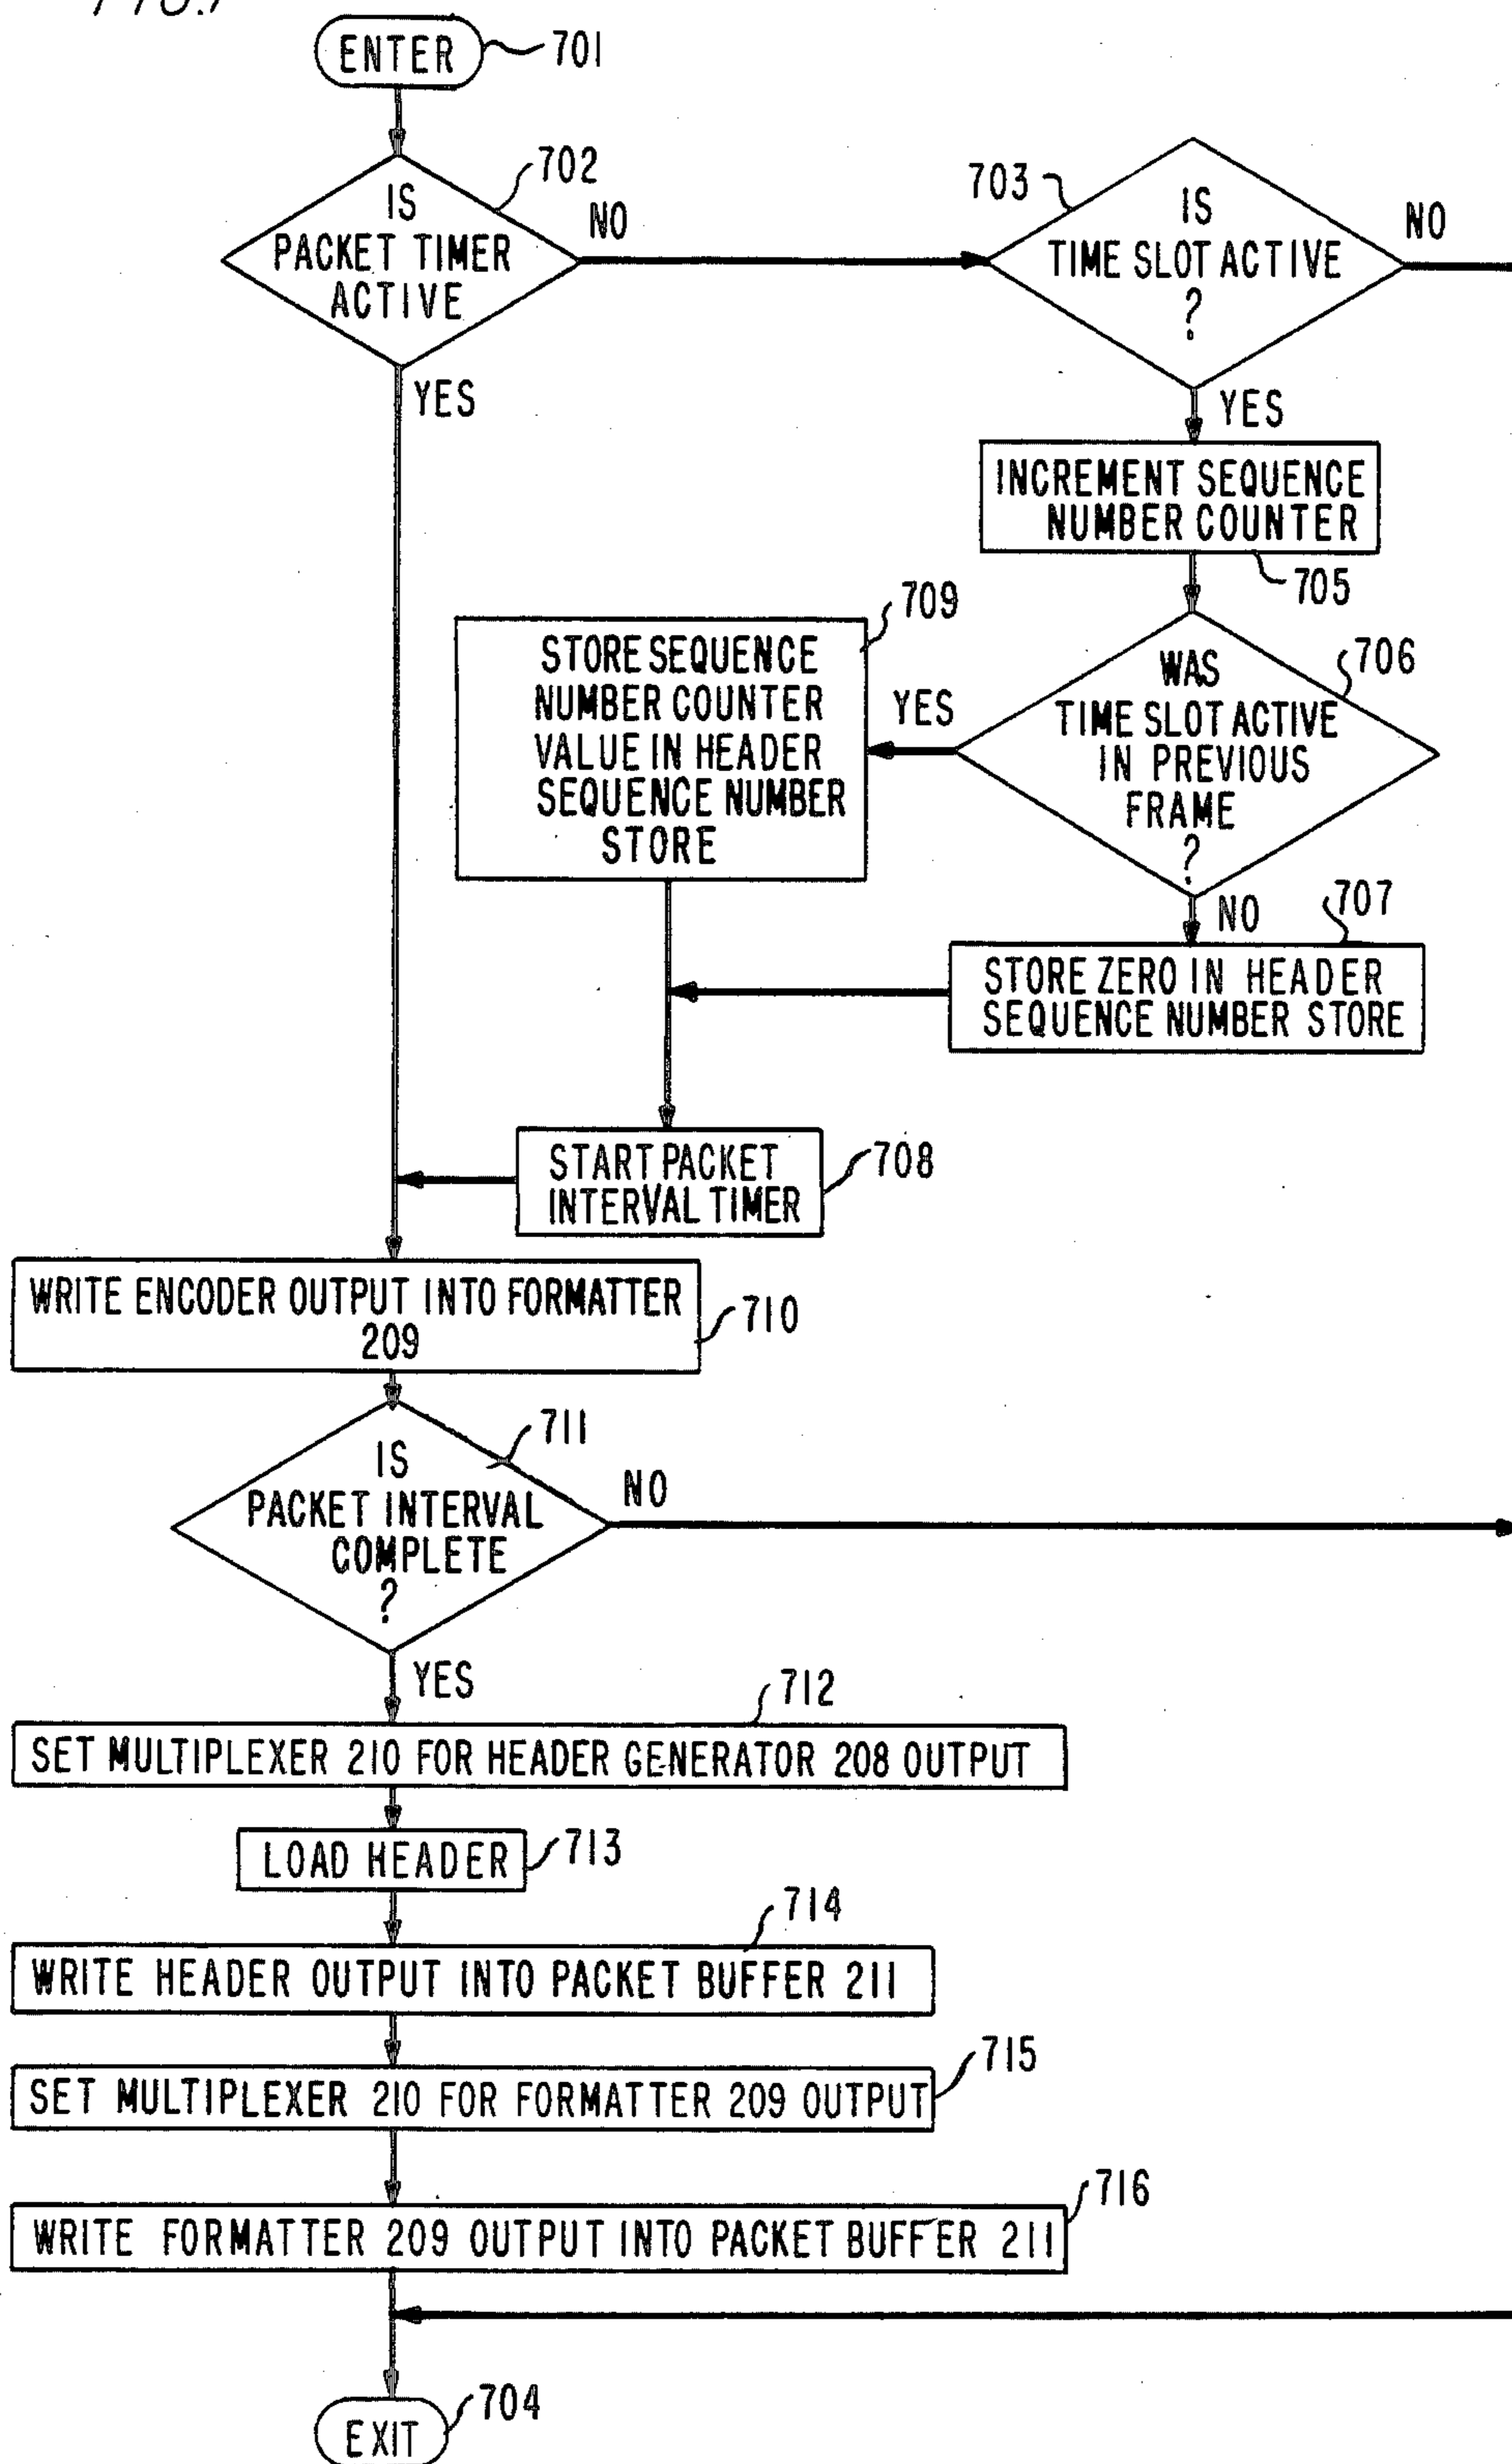 ENTER
701
702
IS
PACKET TIMER
ACTIVE
NO
YES
703
IS
TIME SLOT ACTIVE
?
NO
YES
INCREMENT SEQUENCE
NUMBER COUNTER
705
709
STORE SEQUENCE
NUMBER COUNTER
VALUE IN HEADER
SEQUENCE NUMBER
STORE
YES
706
WAS
TIME SLOT ACTIVE
IN PREVIOUS
FRAME
?
NO
707
STORE ZERO IN HEADER
SEQUENCE NUMBER STORE
START PACKET
INTERVAL TIMER
708
WRITE ENCODER OUTPUT INTO FORMATTER
209
710
711
IS
PACKET INTERVAL
COMPLETE
?
NO
YES
712
SET MULTIPLEXER 210 FOR HEADER GENERATOR 208 OUTPUT
LOAD HEADER
713
714
WRITE HEADER OUTPUT INTO PACKET BUFFER 211
715
SET MULTIPLEXER 210 FOR FORMATTER 209 OUTPUT
716
WRITE FORMATTER 209 OUTPUT INTO PACKET BUFFER 211
EXIT
704